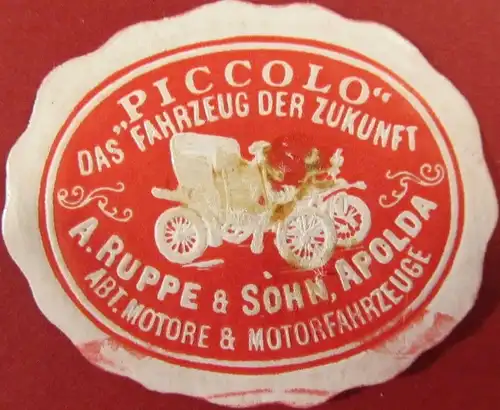 „PICCOLO“
DAS FAHRZEUG DER ZUKUNFT
A. RUPPE & SOHN, APOLDA
ABT. MOTORE & MOTORFAHRZEUGE